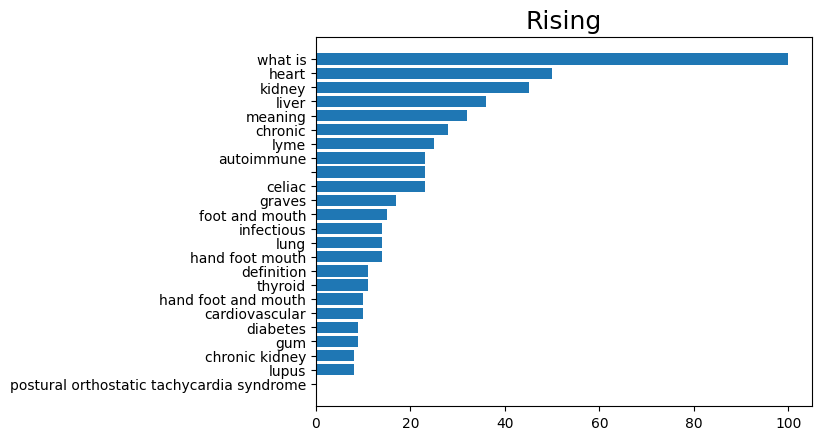 Rising
what is
heart
kidney
liver
meaning
chronic
lyme
autoimmune
celiac
graves
foot and mouth
infectious
lung
hand foot mouth
definition
thyroid
hand foot and mouth
cardiovascular
diabetes
gum
chronic kidney
lupus
postural orthostatic tachycardia syndrome
0 20 40 60 80 100